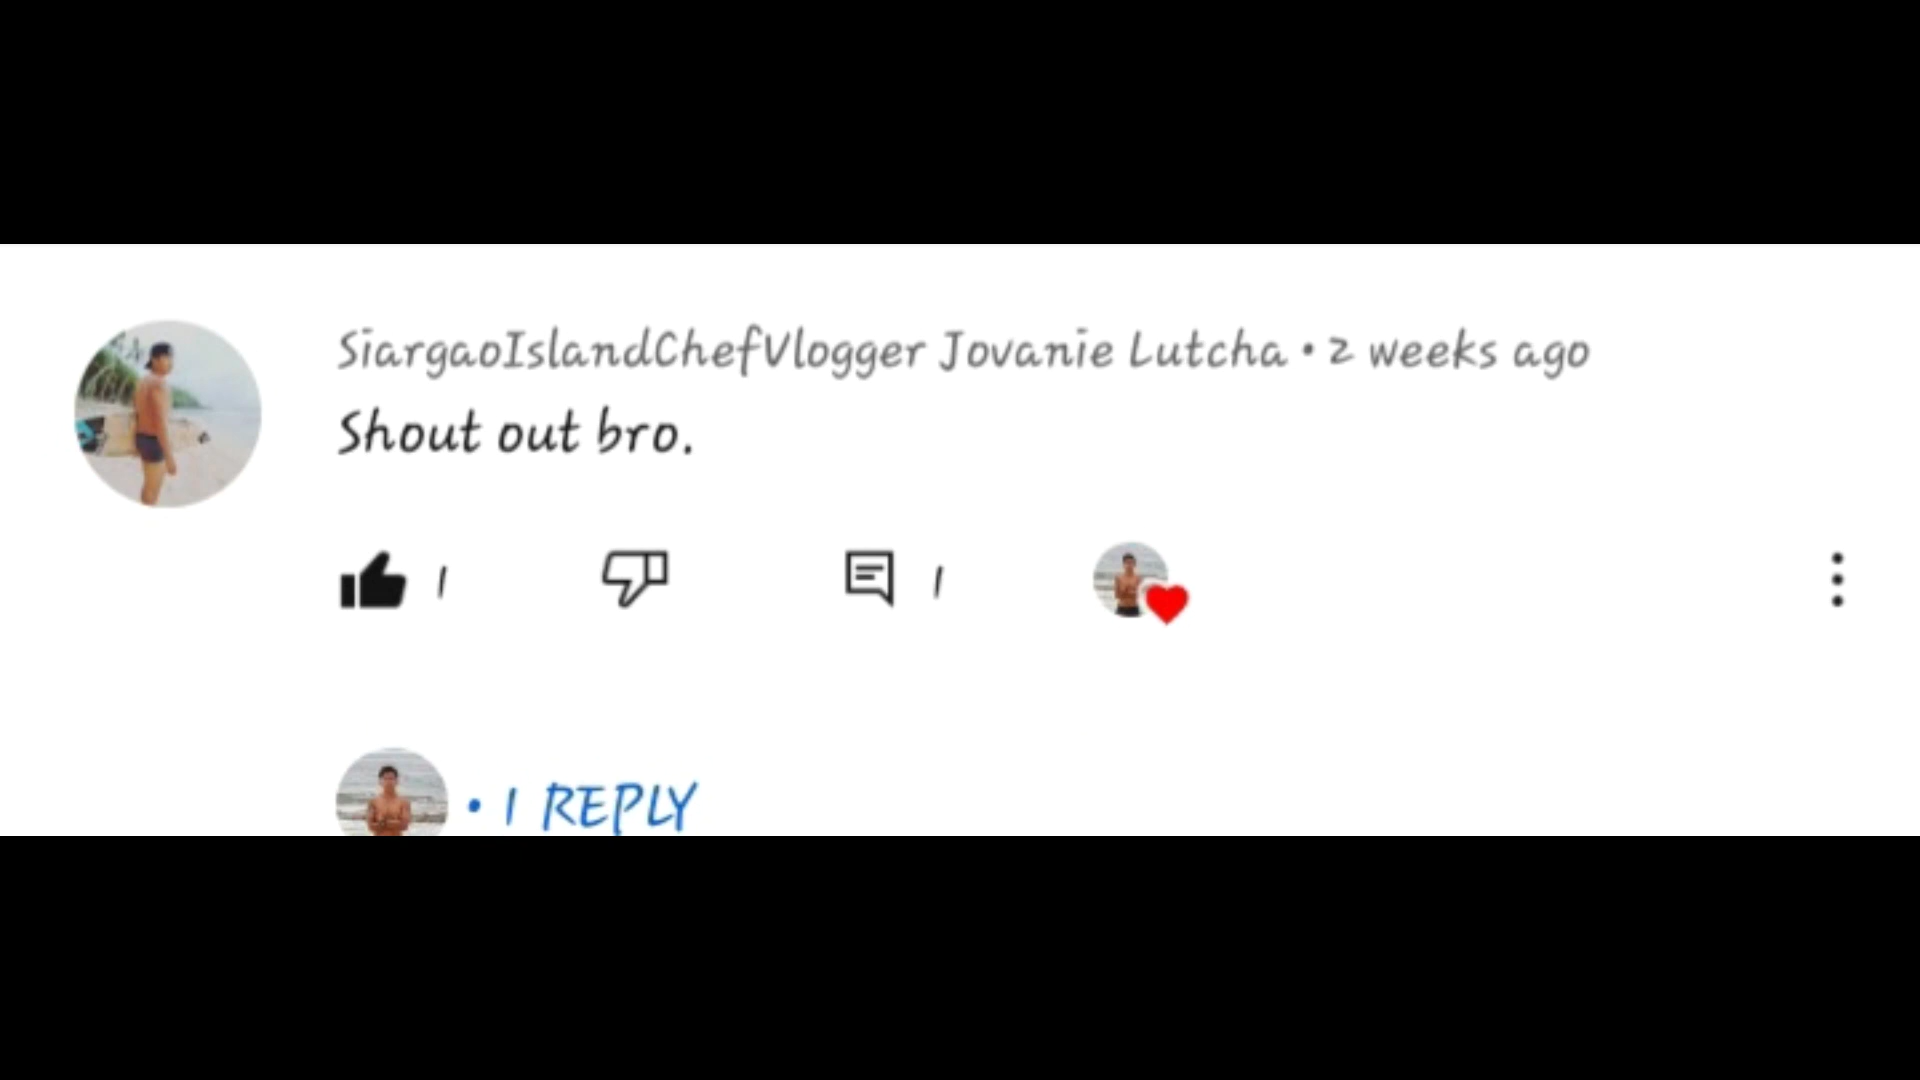 SiargaoIslandChefVlogger Jovanie Lutcha • 2 weeks ago
Shout out bro.
1 1
• 1 REPLY